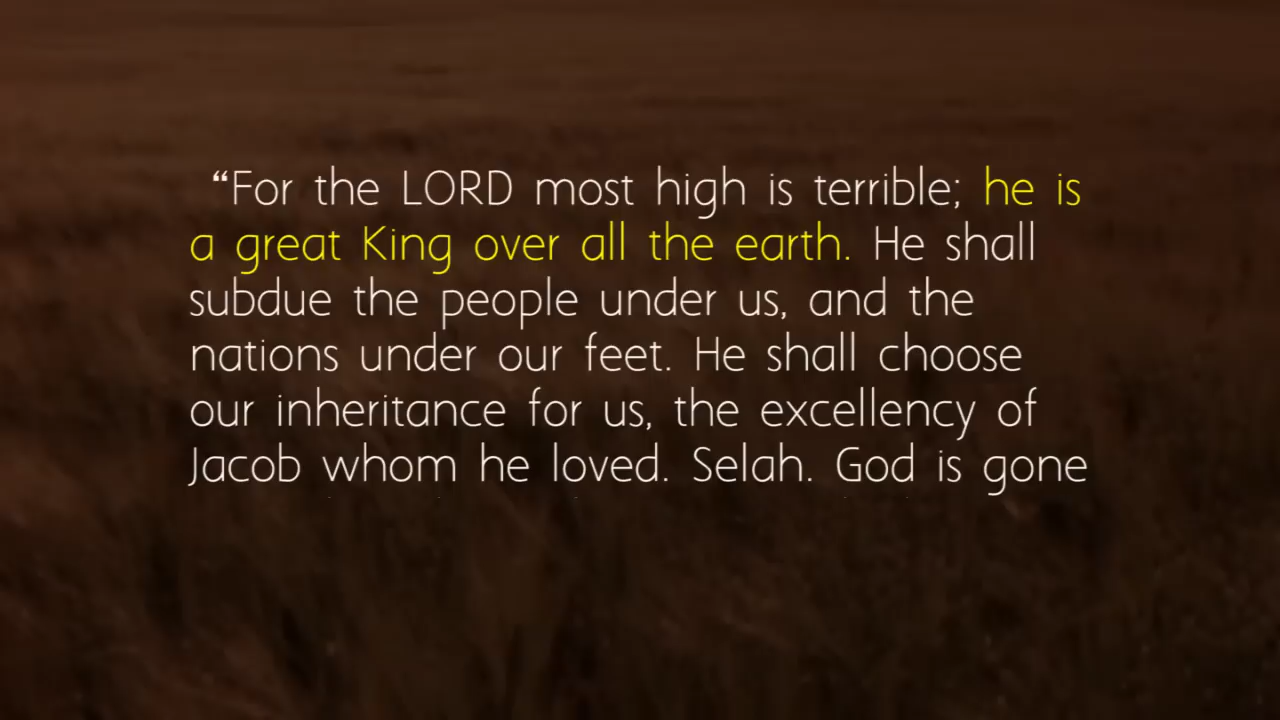 “For the LORD most high is terrible; he is
a great King over all the earth. He shall
subdue the people under us, and the
nations under our feet. He shall choose
our inheritance for us, the excellency of
Jacob whom he loved. Selah. God is gone